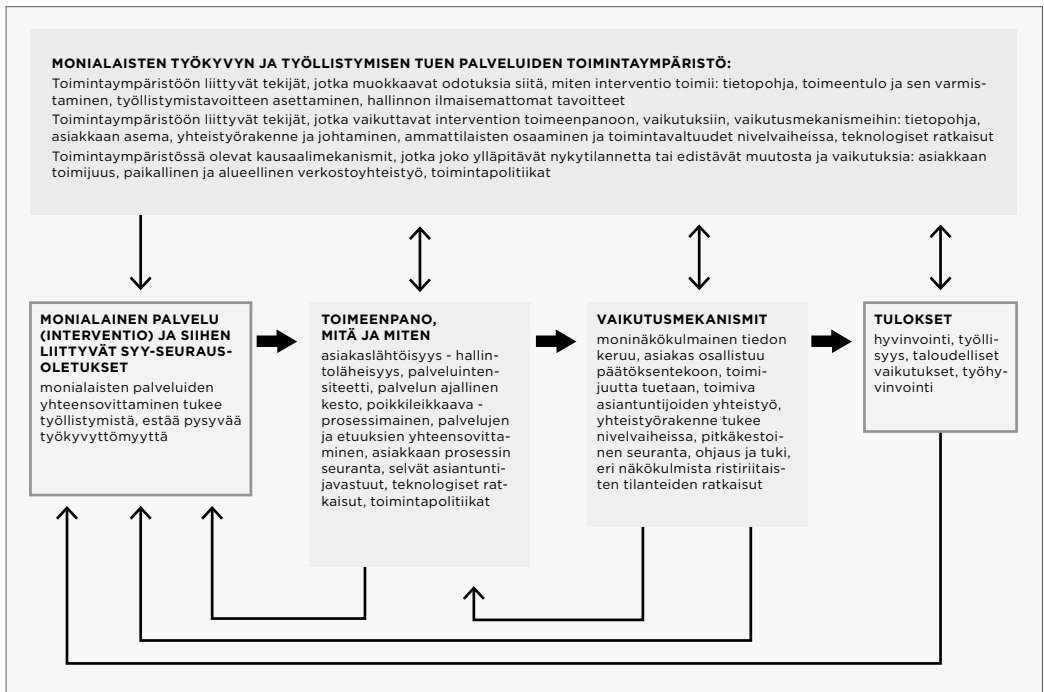 MONIALAISTEN TYÖKYVYN JA TYÖLLISTYMISEN TUEN PALVELUIDEN TOIMINTAYMPÄRISTÖ:
Toimintaympäristöön liittyvät tekijät, jotka muokkaavat odotuksia siitä, miten interventio toimii: tietopohja, toimeentulo ja sen varmis-
taminen, työllistymistavoitteen asettaminen, hallinnon ilmaisemattomat tavoitteet
Toimintaympäristöön liittyvät tekijät, jotka vaikuttavat intervention toimeenpanoon, vaikutuksiin, vaikutusmekanismeihin: tietopohja,
asiakkaan asema, yhteistyörakenne ja johtaminen, ammattilaisten osaaminen ja toimintavaltuudet nivelvaiheissa, teknologiset ratkaisut
Toimintaympäristössä olevat kausaalimekanismit, jotka joko ylläpitävät nykytilannetta tai edistävät muutosta ja vaikutuksia: asiakkaan
toimijuus, paikallinen ja alueellinen verkostoyhteistyö, toimintapolitiikat
MONIALAINEN PALVELU
(INTERVENTIO) JA SIIHEN
LIITTYVÄT SYY-SEURAUS-
OLETUKSET
monialaisten palveluiden
yhteensovittaminen tukee
työllistymistä, estää pysyvää
työkyvyttömyyttä
TOIMEENPANO,
MITÄ JA MITEN
asiakaslähtöisyys - hallin-
toläheisyys, palveluinten-
siteetti, palvelun ajallinen
kesto, poikkileikkaava -
prosessimainen, palvelujen
ja etuuksien yhteensovitta-
minen, asiakkaan prosessin
seuranta, selvät asiantunti-
javastuut, teknologiset rat-
kaisut, toimintapolitiikat
VAIKUTUSMEKANISMIT
moninäkökulmainen tiedon
keruu, asiakas osallistuu
päätöksentekoon, toimi-
juutta tuetaan, toimiva
asiantuntijoiden yhteistyö,
yhteistyörakenne tukee
nivelvaiheissa, pitkäkestoi-
nen seuranta, ohjaus ja tuki,
eri näkökulmista ristiriitais-
ten tilanteiden ratkaisut
TULOKSET
hyvinvointi, työlli-
syys, taloudelliset
vaikutukset, työhy-
vinvointi